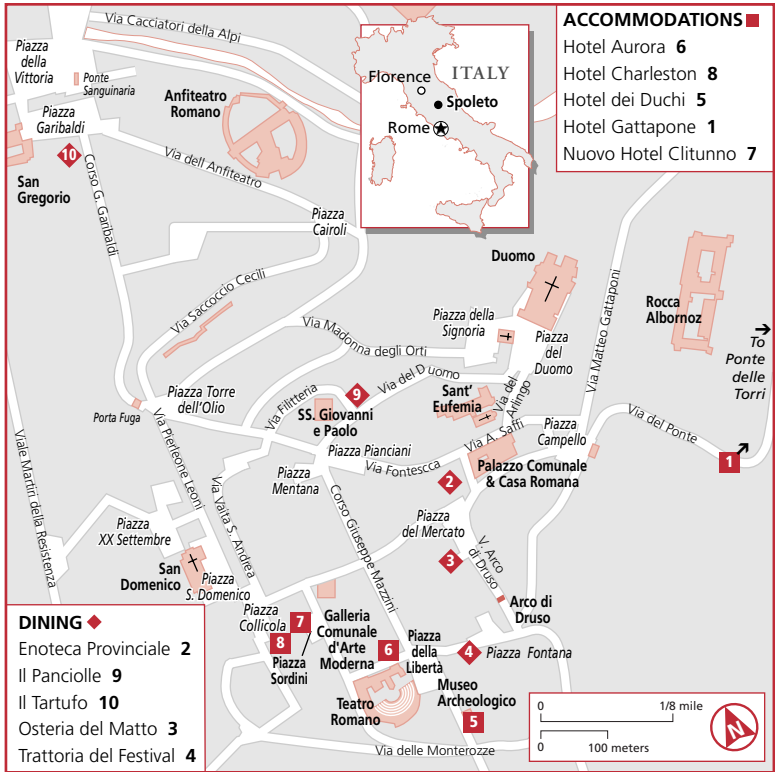 Via Cacciatori della Alpi
Piazza
della
Vittoria
Ponte
Sanguinaria
Piazza
Garibaldi
10
San
Gregorio
Corso G. Garibaldi
Anfiteatro
Romano
Via dell Anfiteatro
Piazza
Cairoli
Via Saccoccio Cecili
ITALY
Florence
Spoleto
Rome
ACCOMMODATIONS
Hotel Aurora 6
Hotel Charleston 8
Hotel dei Duchi 5
Hotel Gattapone 1
Nuovo Hotel Clitunno 7
Duomo
Piazza della
Signoria
Piazza
del
Duomo
Via Matteo Gattaponi
Rocca
Albornoz
To
Ponte
delle
Torri
Via Madonna degli Orti
Via del Duomo
Piazza Torre
dell'Olio
Via Filitteria
9
SS. Giovanni
e Paolo
Sant'
Eufemia
Via del
Arlingo
Porta Fuga
Via A. Saffi
Piazza
Campello
Via del Ponte
1
Piazza Pianciani
Via Fontescca
Palazzo Comunale
& Casa Romana
Via Pierleone Leoni
Piazza
Mentana
2
Viale Martiri della Resistenza
Via Vaita S. Andrea
Corso Giuseppe Mazzini
Piazza
del Mercato
Piazza
XX Settembre
San
Domenico
Piazza
S. Domenico
3
V. Arco
di Druso
Arco di
Druso
Piazza
Collicola
7
8
Piazza
Sordini
Galleria
Comunale
d'Arte
Moderna
6
Piazza
della
Libertà
4
Piazza Fontana
Museo
Archeologico
5
Teatro
Romano
Via delle Monterozze
DINING
Enoteca Provinciale 2
Il Panciolle 9
Il Tartufo 10
Osteria del Matto 3
Trattoria del Festival 4
0 1/8 mile
0 100 meters
N